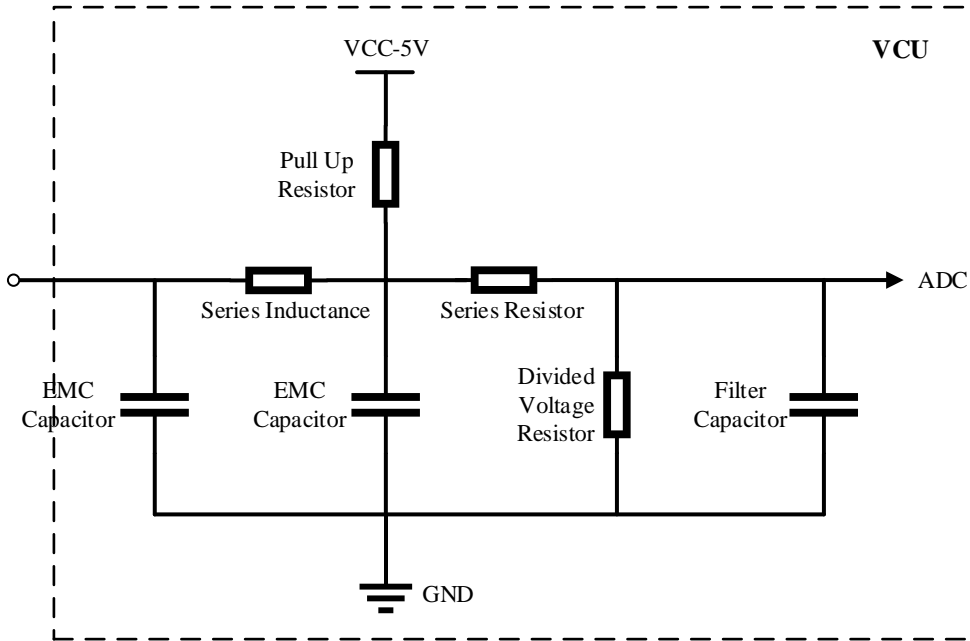 VCC-5V
VCU
Pull Up
Resistor
ADC
Series Inductance
Series Resistor
EMC
Capacitor
EMC
Capacitor
Divided
Voltage
Resistor
Filter
Capacitor
GND